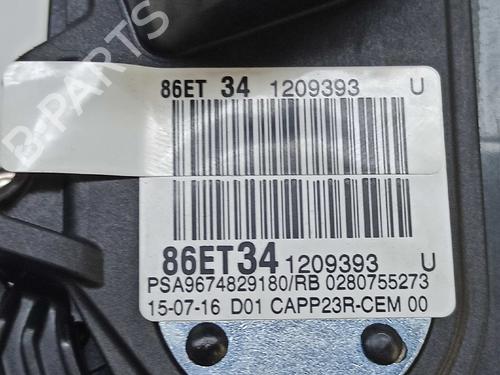 B-PARTS
86ET 34 1209393 U
86ET34 1209393 U
PSA9674829180/RB 0280755273
15-07-16 D01 CAPP23R-CEM 00